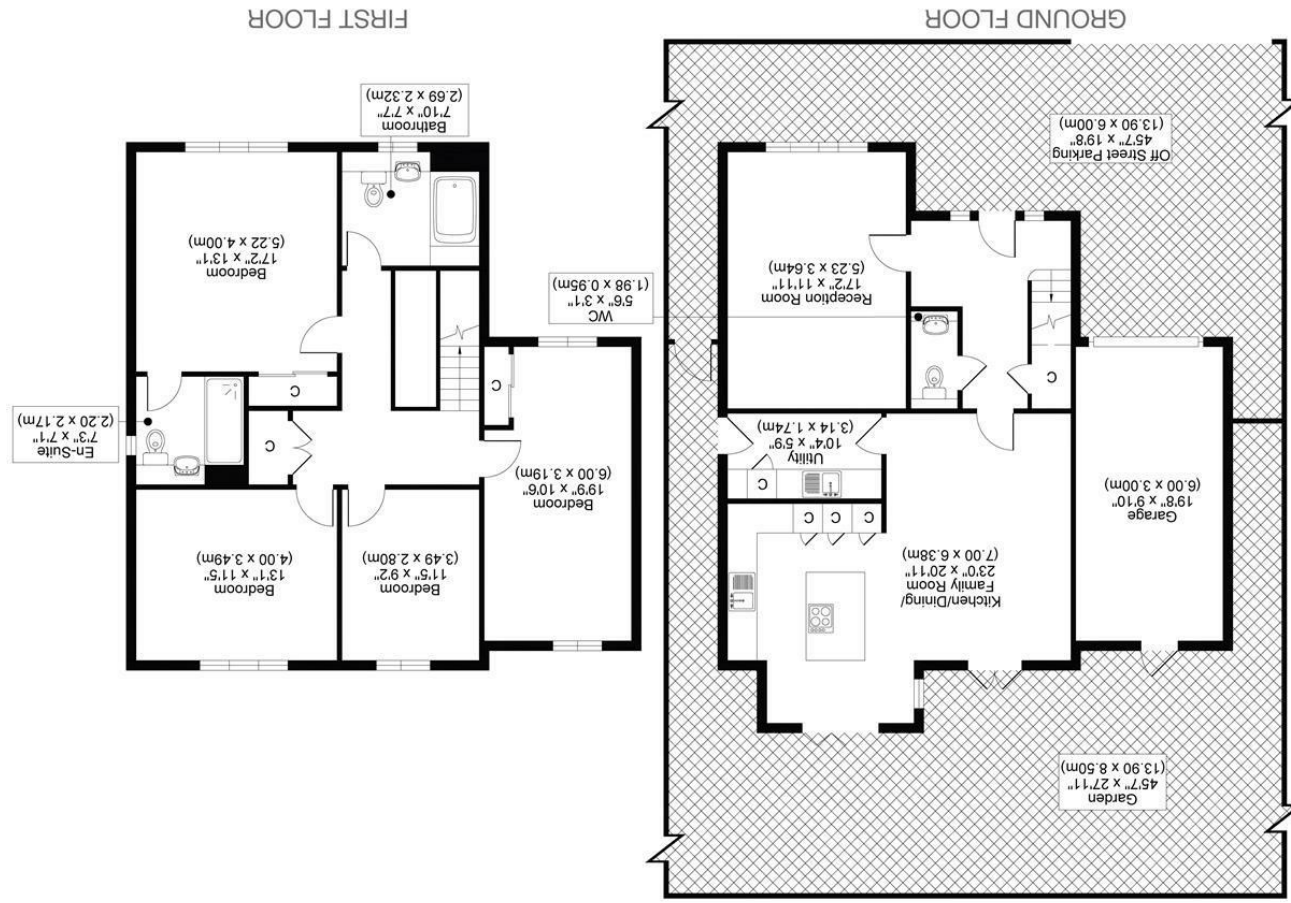 Garden
45'7" x 27'11"
(13.90 x 8.50m)
Kitchen/Dining/
Family Room
23'0" x 20'11"
(7.00 x 6.38m)
Garage
19'8" x 9'10"
(6.00 x 3.00m)
C
C
C
C
Utility
10'4" x 5'9"
(3.14 1.74m)
C
Reception Room
17'2" x 11'11"
(5.23 x 3.64m)
WC
5'6" x 3'1"
(1.98 x 0.95m)
Off Street Parking
45'7" x 19'8"
(13.90 x 6.00m)
GROUND FLOOR
Bedroom
13'1" x 11'5"
(4.00 x 3.49m)
Bedroom
11'5" x 9'2"
(3.49 x 2.80m)
Bedroom
19'9" x 10'6"
(6.00 x 3.19m)
En-Suite
7'3" x 7'1"
(2.20 x 2.17m)
C
C
C
Bedroom
17'2" x 13'1"
(5.22 x 4.00m)
Bathroom
7'10" x 7'7"
(2.69 x 2.32m)
FIRST FLOOR